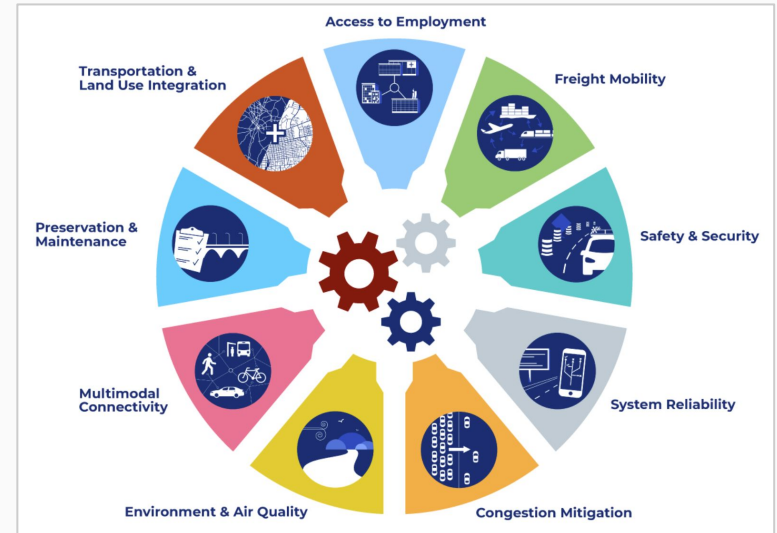 Access to Employment
Freight Mobility
Safety & Security
System Reliability
Congestion Mitigation
Environment & Air Quality
Multimodal
Connectivity
Preservation &
Maintenance
Transportation &
Land Use Integration